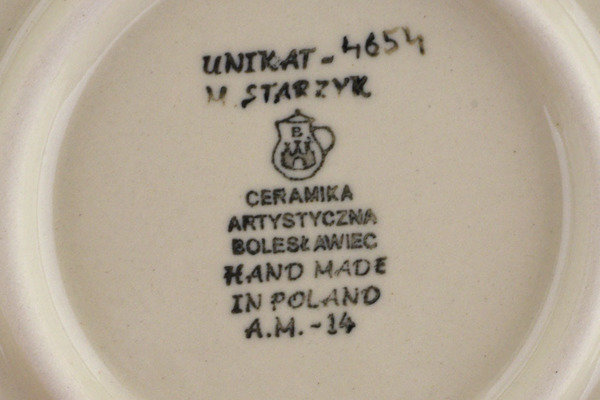 UNIKAT - 4654
M. STARZYK
B
CERAMIKA
ARTYSTYCZNA
BOLESŁAWIEC
HAND MADE
IN POLAND
A.M. - 14